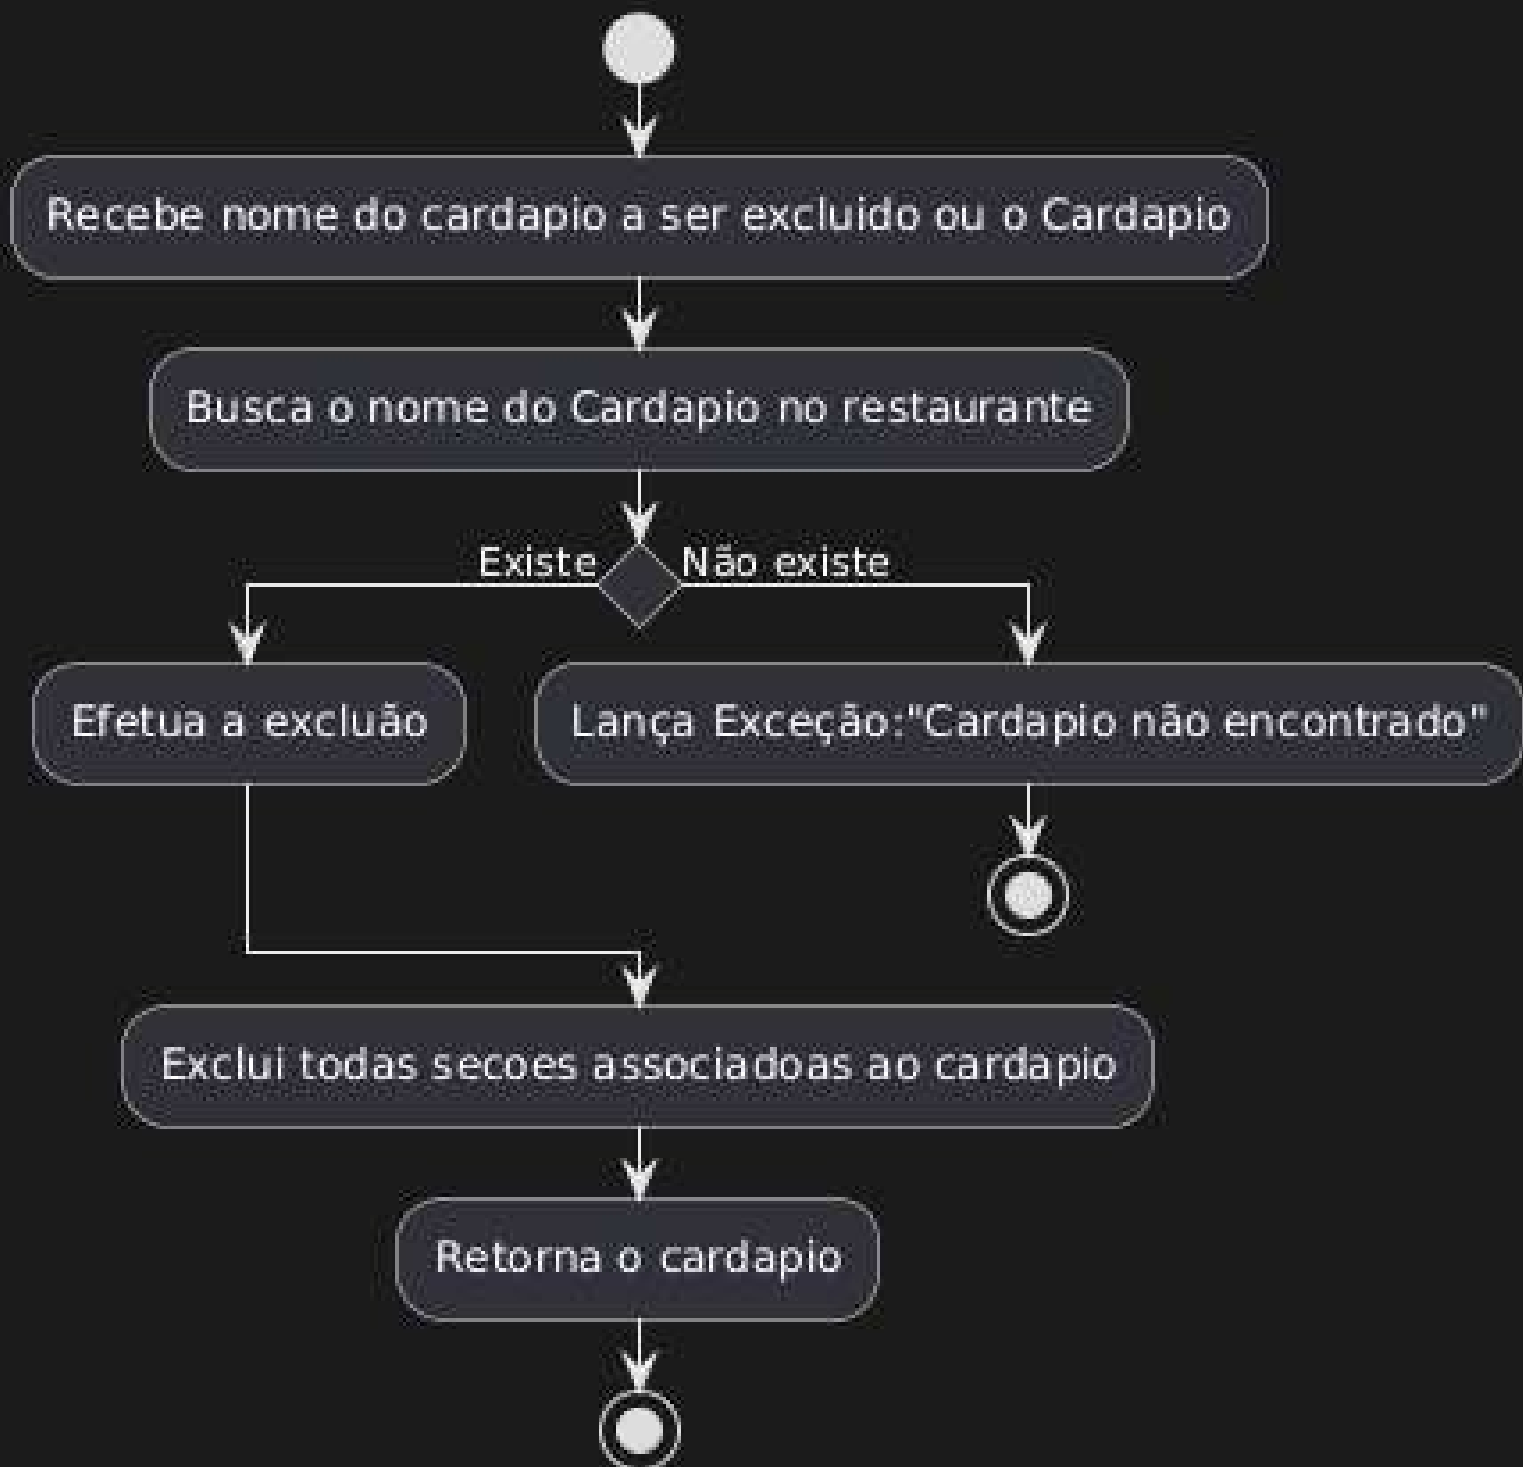 Recebe nome do cardapio a ser excluido ou o Cardapio
Busca o nome do Cardapio no restaurante
Existe
Não existe
Efetua a excluão
Lança Exceção:"Cardapio não encontrado"
Exclui todas secoes associadoas ao cardapio
Retorna o cardapio